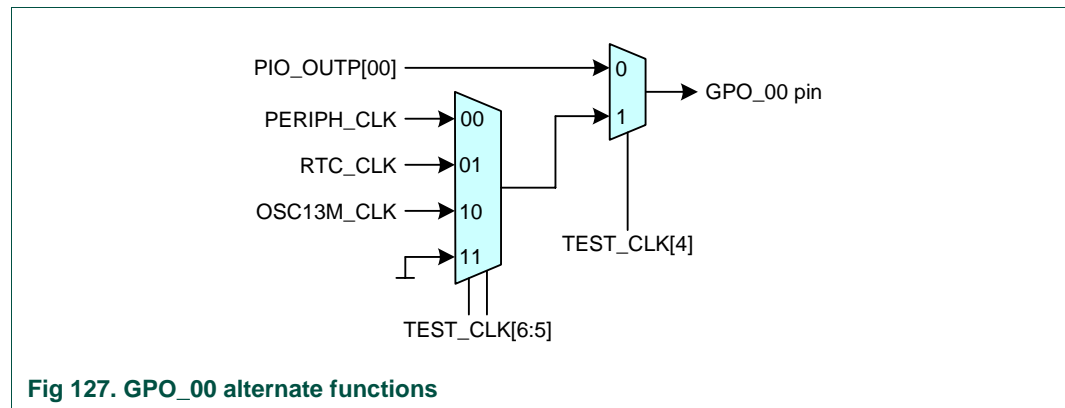 PIO_OUTP[00]
0
GPO_00 pin
PERIPH_CLK
00
1
RTC_CLK
01
OSC13M_CLK
10
TEST_CLK[4]
11
TEST_CLK[6:5]
Fig 127. GPO_00 alternate functions